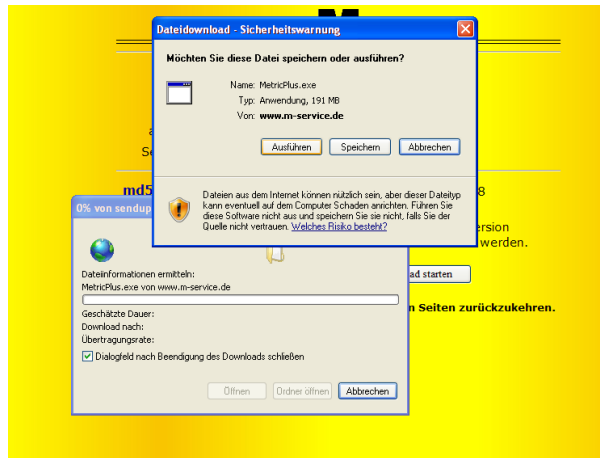 Dateidownload - Sicherheitswarnung
Möchten Sie diese Datei speichern oder ausführen?
Name: MetricPlus.exe
Typ: Anwendung, 191 MB
Von: www.m-service.de
Ausführen Speichern Abbrechen
Dateien aus dem Internet können nützlich sein, aber dieser Dateityp
kann eventuell auf dem Computer Schaden anrichten. Führen Sie
diese Software nicht aus und speichern Sie sie nicht, falls Sie der
Quelle nicht vertrauen. Welches Risiko besteht?
md5
8
0% von sendup
ersion
werden.
Dateiinformationen ermitteln:
MetricPlus.exe von www.m-service.de
ad starten
Geschätzte Dauer:
Download nach:
Übertragungsrate:
n Seiten zurückzukehren.
Dialogfeld nach Beendigung des Downloads schließen
Öffnen Ordner öffnen Abbrechen